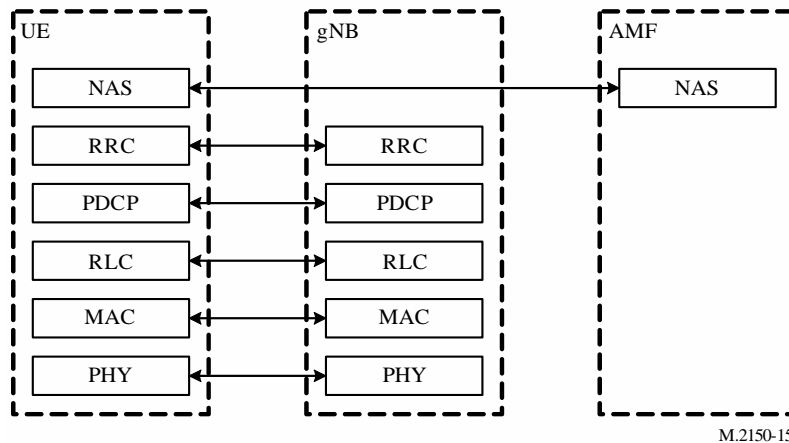 UE gNB AMF
NAS NAS
RRC RRC
PDCP PDCP
RLC RLC
MAC MAC
PHY PHY
M.2150-15